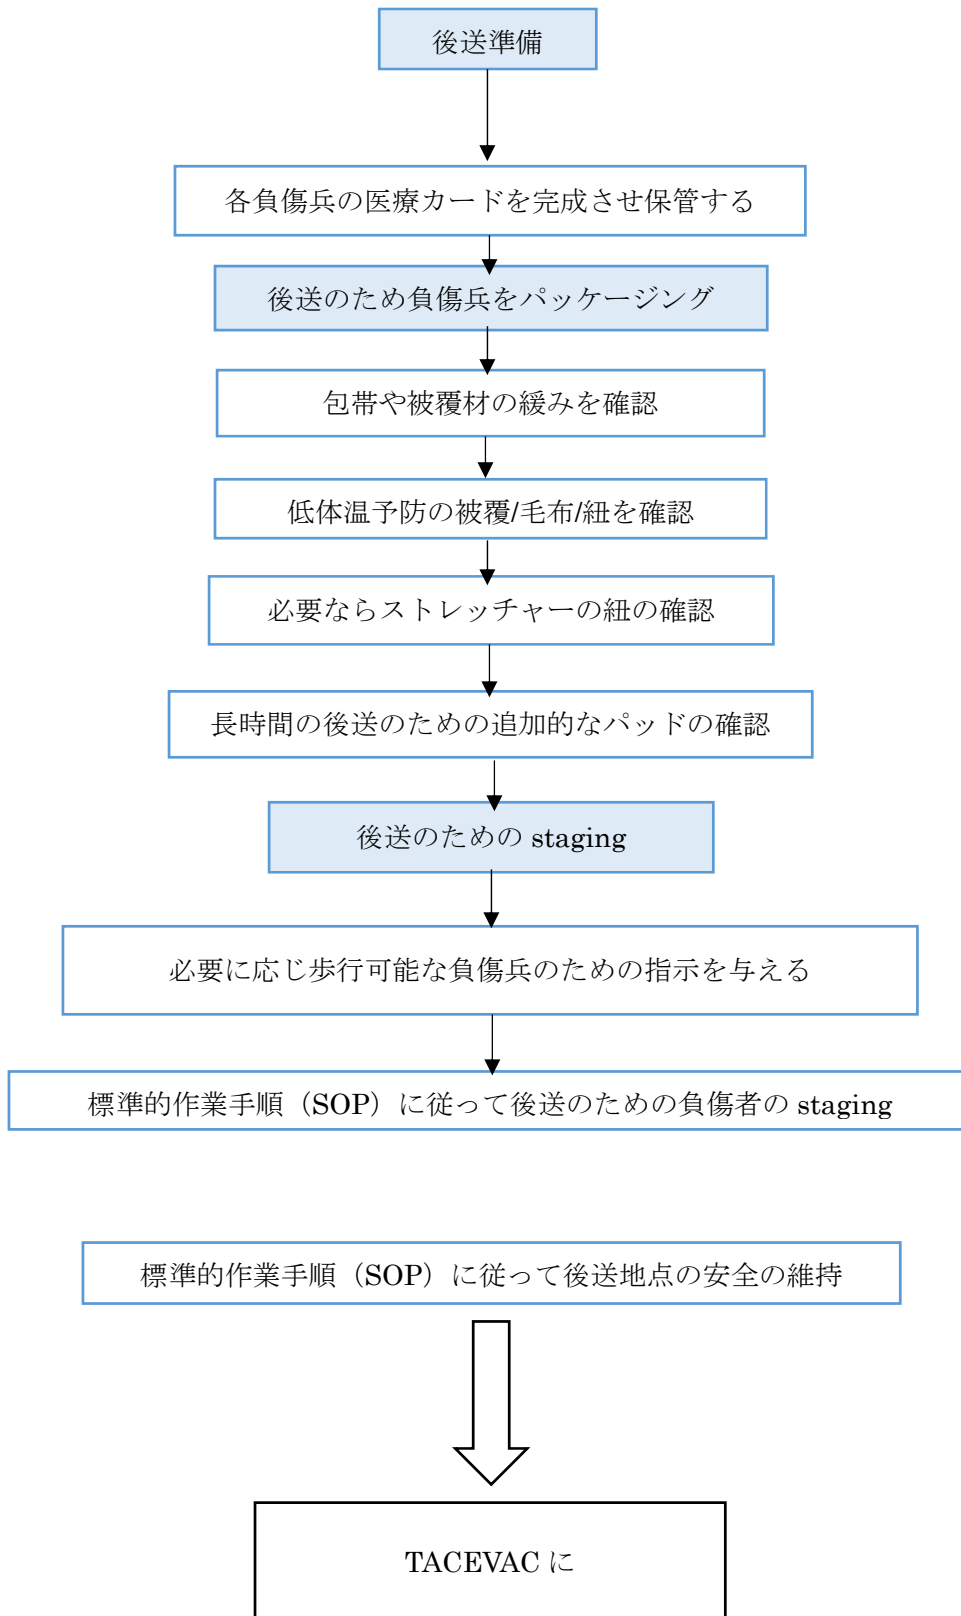 後送準備
各負傷兵の医療カードを完成させ保管する
後送のため負傷兵をパッケージング
包帯や被覆材の緩みを確認
低体温予防の被覆/毛布/紐を確認
必要ならストレッチャーの紐の確認
長時間の後送のための追加的なパッドの確認
後送のための staging
必要に応じ歩行可能な負傷兵のための指示を与える
標準的作業手順（SOP）に従って後送のための負傷者の staging
標準的作業手順（SOP）に従って後送地点の安全の維持
TACEVAC に